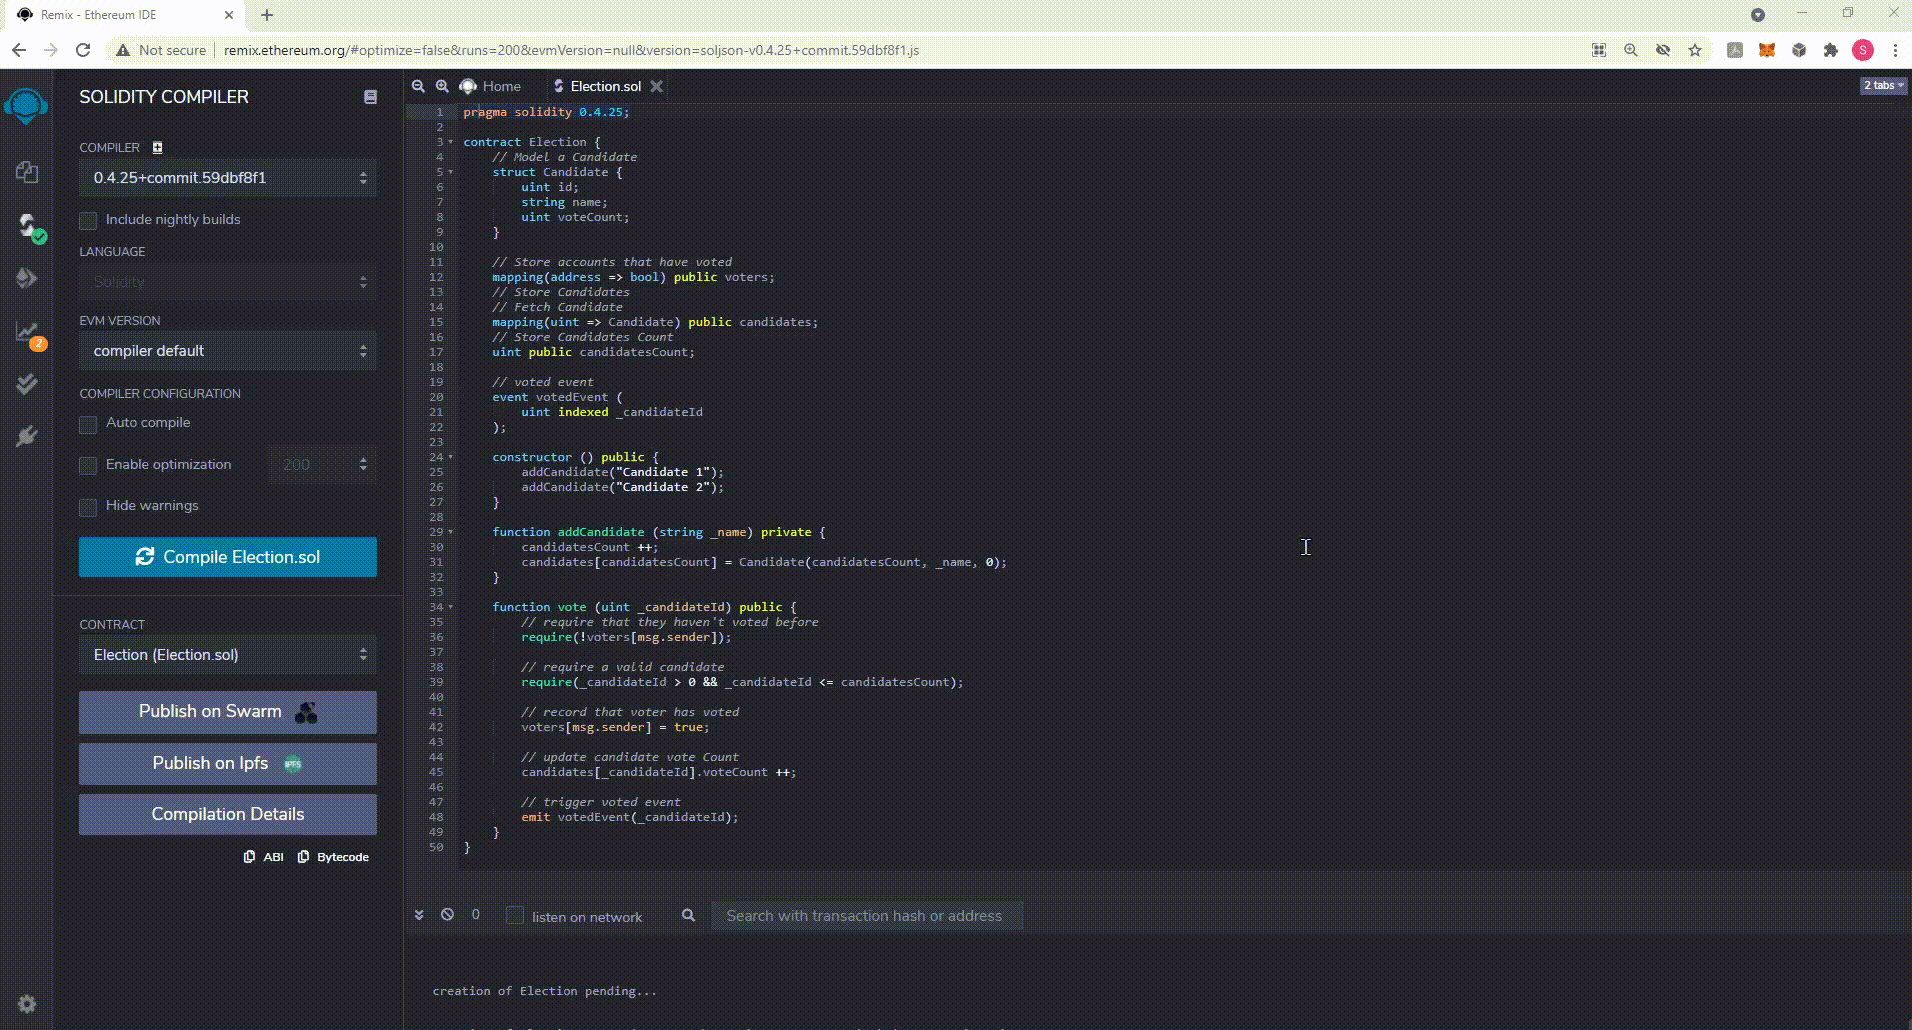 Remix - Ethereum IDE
Not secure
remix.ethereum.org/#optimize=false&runs=200&evmVersion=null&version=soljson-v0.4.25+commit.59dbf8f1.js
S
SOLIDITY COMPILER
COMPILER
0.4.25+commit.59dbf8f1
Include nightly builds
LANGUAGE
Solidity
EVM VERSION
compiler default
2
COMPILER CONFIGURATION
Auto compile
Enable optimization
200
Hide warnings
Compile Election.sol
CONTRACT
Election (Election.sol)
Publish on Swarm
Publish on Ipfs
IPFS
Compilation Details
ABI
Bytecode
Home
Election.sol
2 tabs
1 pragma solidity 0.4.25;
2
3 contract Election {
4 // Model a Candidate
5 struct Candidate {
6 uint id;
7 string name;
8 uint voteCount;
9 }
10
11 // Store accounts that have voted
12 mapping(address => bool) public voters;
13 // Store Candidates
14 // Fetch Candidate
15 mapping(uint => Candidate) public candidates;
16 // Store Candidates Count
17 uint public candidatesCount;
18
19 // voted event
20 event votedEvent (
21 uint indexed _candidateId
22 );
23
24 constructor () public {
25 addCandidate("Candidate 1");
26 addCandidate("Candidate 2");
27 }
28
29 function addCandidate (string _name) private {
30 candidatesCount ++;
31 candidates[candidatesCount] = Candidate(candidatesCount, _name, 0);
32 }
33
34 function vote (uint _candidateId) public {
35 // require that they haven't voted before
36 require(!voters[msg.sender]);
37
38 // require a valid candidate
39 require(_candidateId > 0 && _candidateId <= candidatesCount);
40
41 // record that voter has voted
42 voters[msg.sender] = true;
43
44 // update candidate vote Count
45 candidates[_candidateId].voteCount ++;
46
47 // trigger voted event
48 emit votedEvent(_candidateId);
49 }
50 }
0
listen on network
Search with transaction hash or address
creation of Election pending...